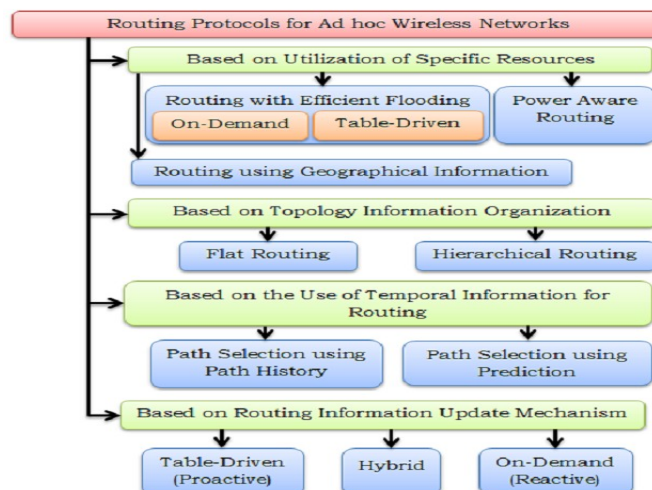 Routing Protocols for Ad hoc Wireless Networks
Based on Utilization of Specific Resources
Routing with Efficient Flooding
On-Demand
Table-Driven
Power Aware
Routing
Routing using Geographical Information
Based on Topology Information Organization
Flat Routing
Hierarchical Routing
Based on the Use of Temporal Information for
Routing
Path Selection using
Path History
Path Selection using
Prediction
Based on Routing Information Update Mechanism
Table-Driven
(Proactive)
Hybrid
On-Demand
(Reactive)